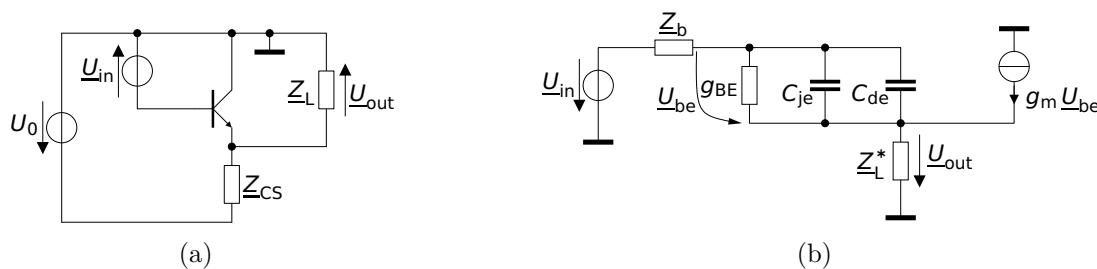 U_in
Z_L
U_out
U_0
Z_CS
(a)
Z_b
U_in
U_be
g_BE
C_je
C_de
g_m U_be
Z_L^*
U_out
(b)